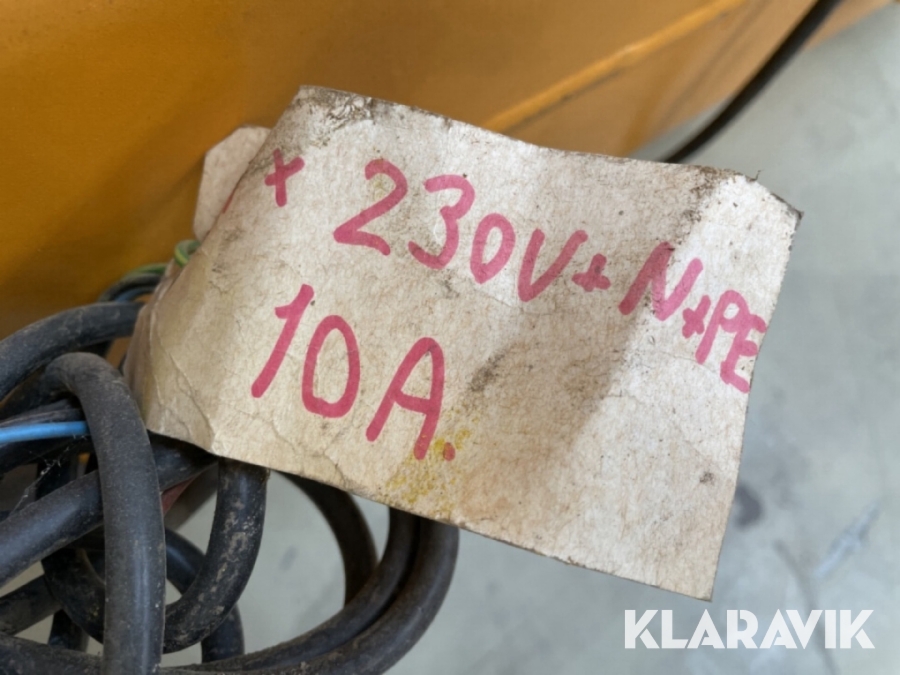 x 230V+N+PE
10A.
KLARAVIK